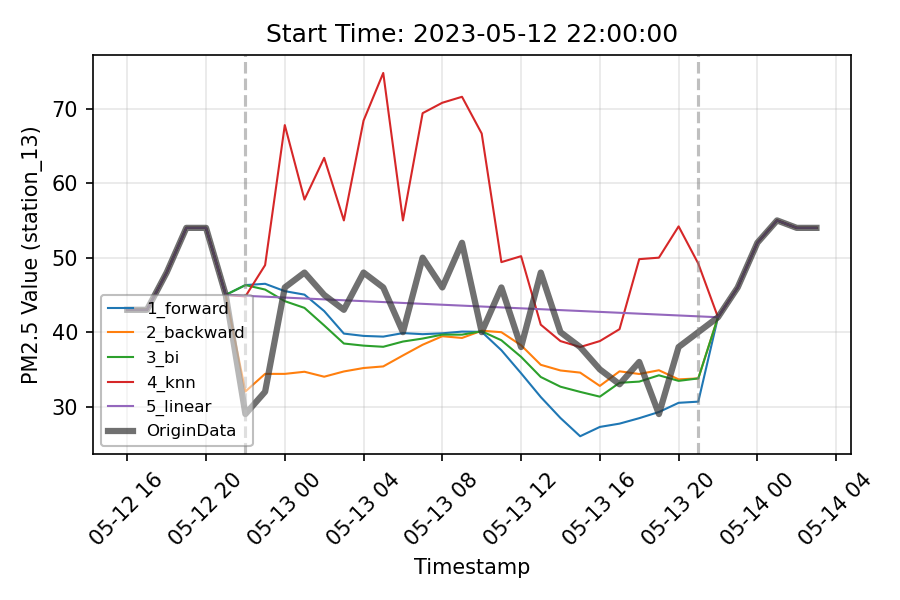 Start Time: 2023-05-12 22:00:00
PM2.5 Value (station_13)
70
60
50
40
30
1_forward
2_backward
3_bi
4_knn
5_linear
OriginData
05-12 16
05-12 20
05-13 00
05-13 04
05-13 08
05-13 12
05-13 16
05-13 20
05-14 00
05-14 04
Timestamp